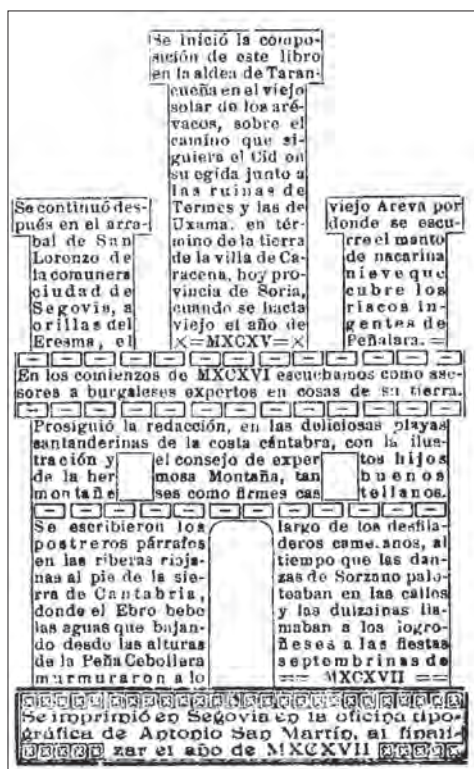 Se inició la compo-
sición de este libro
en la aldea de Taran-
cueña en el viejo
solar de los aré-
vacos, sobre el
camino que si-
guiera el Cid en
su egida junto a
las ruinas de
Termes y las de
Uxama, en tér-
mino de la tierra
de la villa de Ca-
racena, hoy pro-
vincia de Soria,
cuando se hacía
viejo el año de
×=MXCXV=×
Se continuó des-
pués en el arra-
bal de San
Lorenzo de
la comunera
ciudad de
Segovia, a
orillas del
Eresma, el
viejo Areva por
donde se escu-
rre el manto
de nacarina
nieve que
cubre los
riscos in-
gentes de
Peñalara. =
En los comienzos de MXCXVI escuchamos como ase-
sores a burgaleses expertos en cosas de su tierra.
Prosiguió la redacción, en las deliciosas playas
santanderinas de la costa cántabra, con la ilus-
tración y el consejo de exper tos hijos
de la her mosa Montaña, tan buenos
montañe ses como firmes cas tellanos.
Se escribieron los
postreros párrafos
en las riberas rioja-
nas al pie de la sie-
rra de Cantabria,
donde el Ebro bebe
las aguas que bajan-
do desde las alturas
de la Peña Cebollera
murmuraron a lo
largo de los desfila-
deros cameranos, al
tiempo que las dan-
zas de Sorzano palo-
teaban en las calles
y las dulzainas lla-
maban a los logro-
ñeses a las fiestas
septembrinas de
== MXCXVII ==
Se imprimió en Segovia en la oficina tipo-
gráfica de Antonio San Martín, al finali-
zar el año de MXCXVII